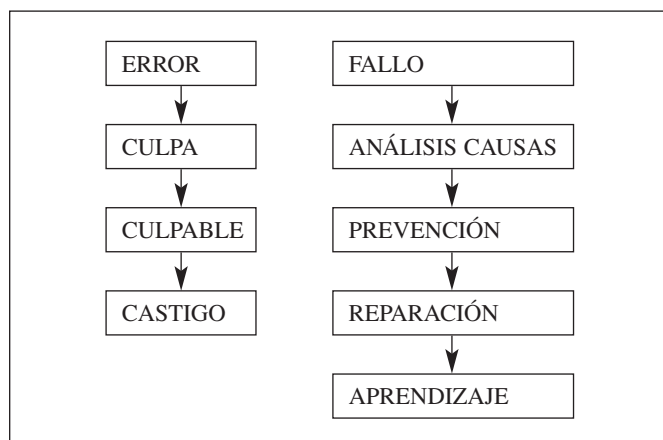 ERROR
CULPA
CULPABLE
CASTIGO
FALLO
ANÁLISIS CAUSAS
PREVENCIÓN
REPARACIÓN
APRENDIZAJE